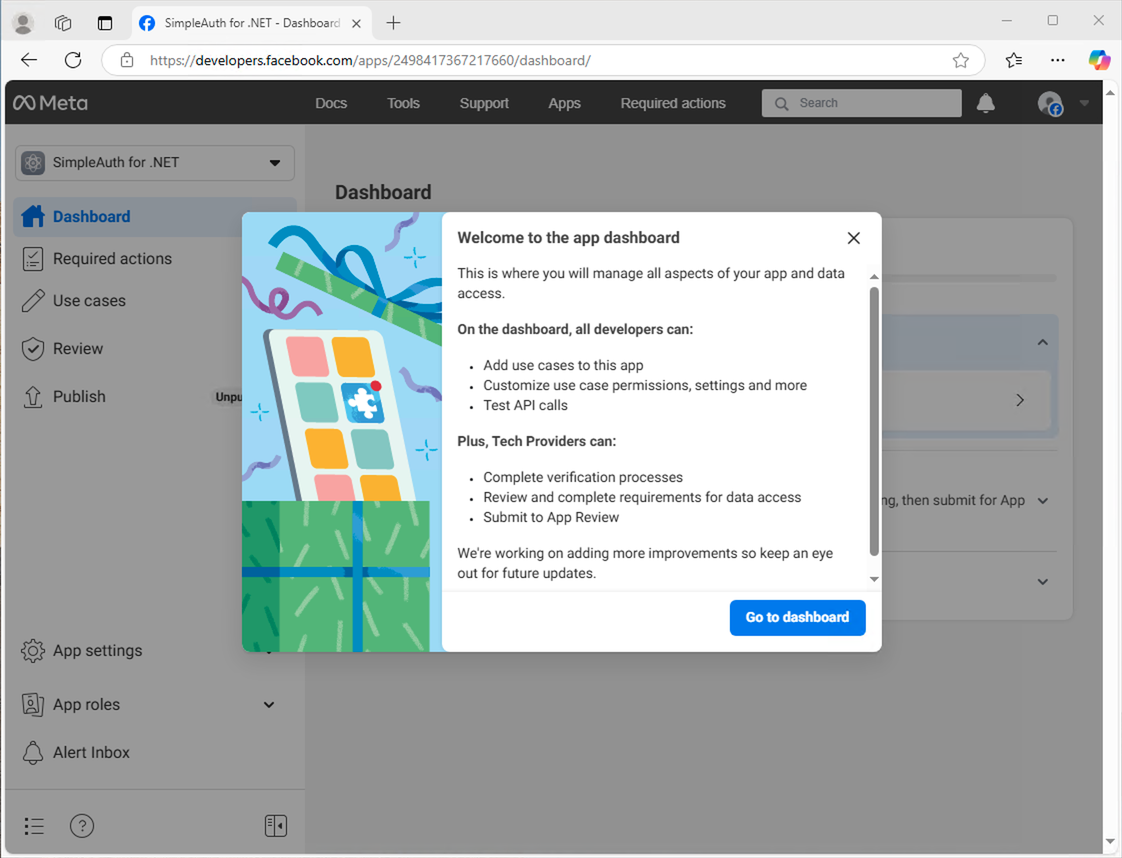 SimpleAuth for .NET - Dashboard
https://developers.facebook.com/apps/2498417367217660/dashboard/
Meta
Docs
Tools
Support
Apps
Required actions
Search
SimpleAuth for .NET
Dashboard
Dashboard
Required actions
Use cases
Review
Publish
Unpu
Welcome to the app dashboard
This is where you will manage all aspects of your app and data
access.
On the dashboard, all developers can:
• Add use cases to this app
• Customize use case permissions, settings and more
• Test API calls
Plus, Tech Providers can:
• Complete verification processes
• Review and complete requirements for data access
• Submit to App Review
We're working on adding more improvements so keep an eye
out for future updates.
Go to dashboard
ng, then submit for App
App settings
App roles
Alert Inbox